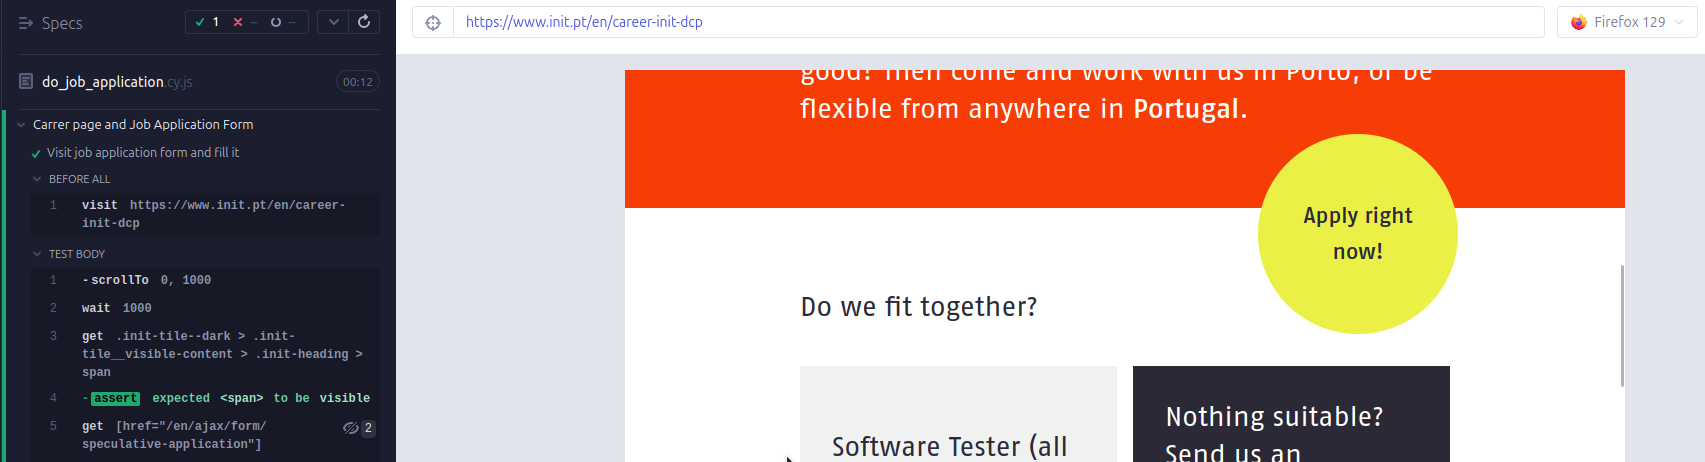 Specs
1
--
--
do_job_application.cy.js
00:12
Carrer page and Job Application Form
Visit job application form and fill it
BEFORE ALL
1 visit https://www.init.pt/en/career-
init-dcp
TEST BODY
1 -scrollTo 0, 1000
2 wait 1000
3 get .init-tile--dark > .init-
tile__visible-content > .init-heading >
span
4 -assert expected <span> to be visible
5 get [href="/en/ajax/form/
speculative-application"]
2
https://www.init.pt/en/career-init-dcp
Firefox 129
good? Then come and work with us in Porto, or be
flexible from anywhere in Portugal.
Apply right
now!
Do we fit together?
Software Tester (all
Nothing suitable?
Send us an